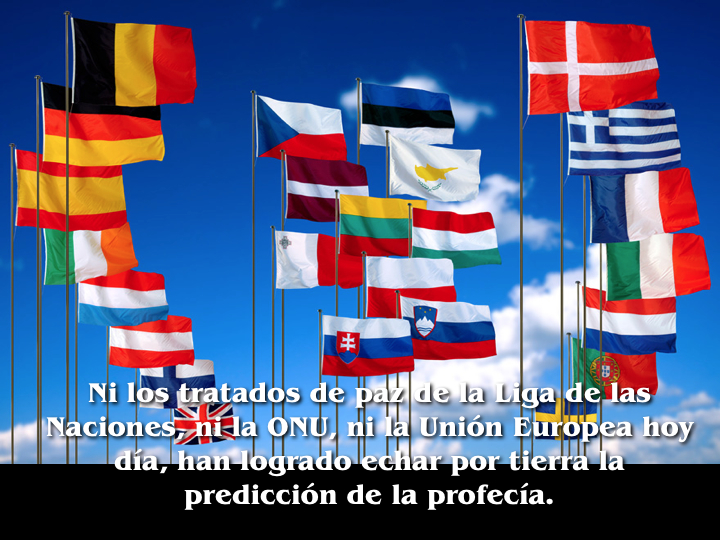 Ni los tratados de paz de la Liga de las
Naciones, ni la ONU, ni la Unión Europea hoy
día, han logrado echar por tierra la
predicción de la profecía.